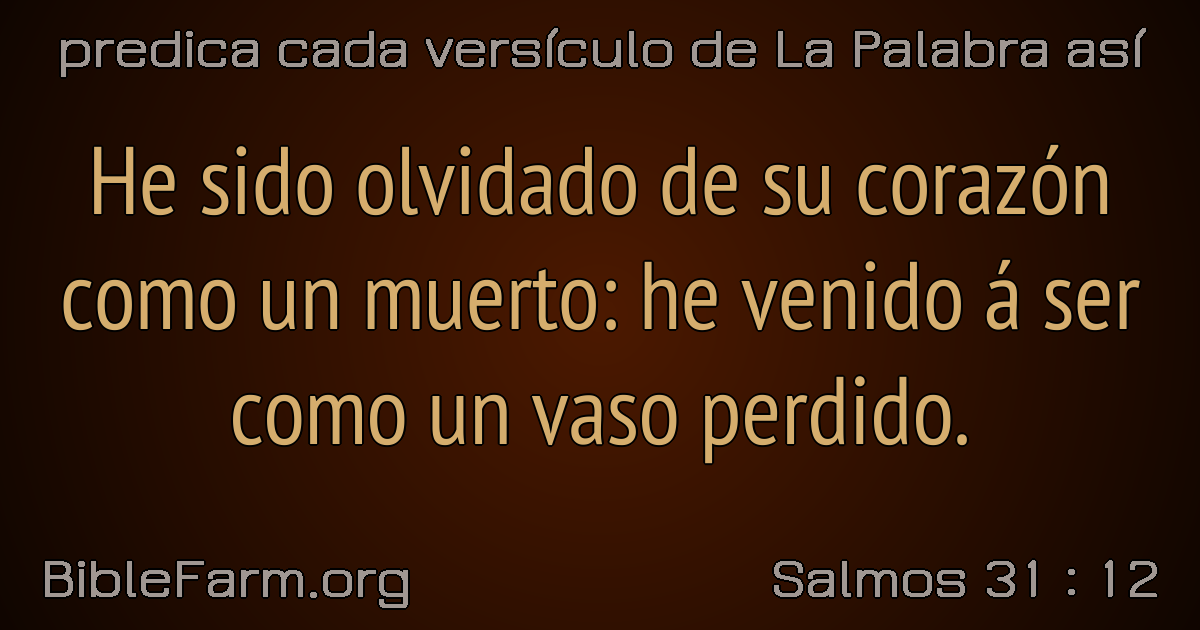 predica cada versículo de La Palabra así
He sido olvidado de su corazón
como un muerto: he venido á ser
como un vaso perdido.
BibleFarm.org
Salmos 31 : 12